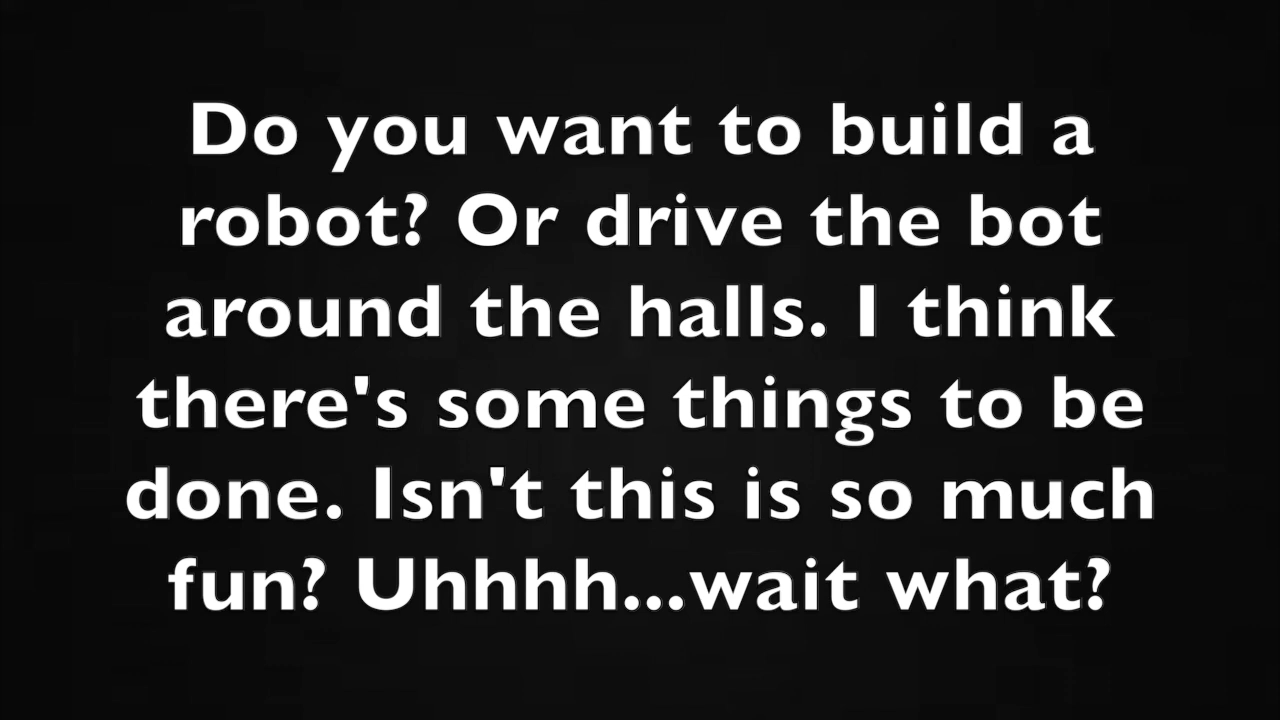 Do you want to build a
robot? Or drive the bot
around the halls. I think
there's some things to be
done. Isn't this is so much
fun? Uhhhh...wait what?